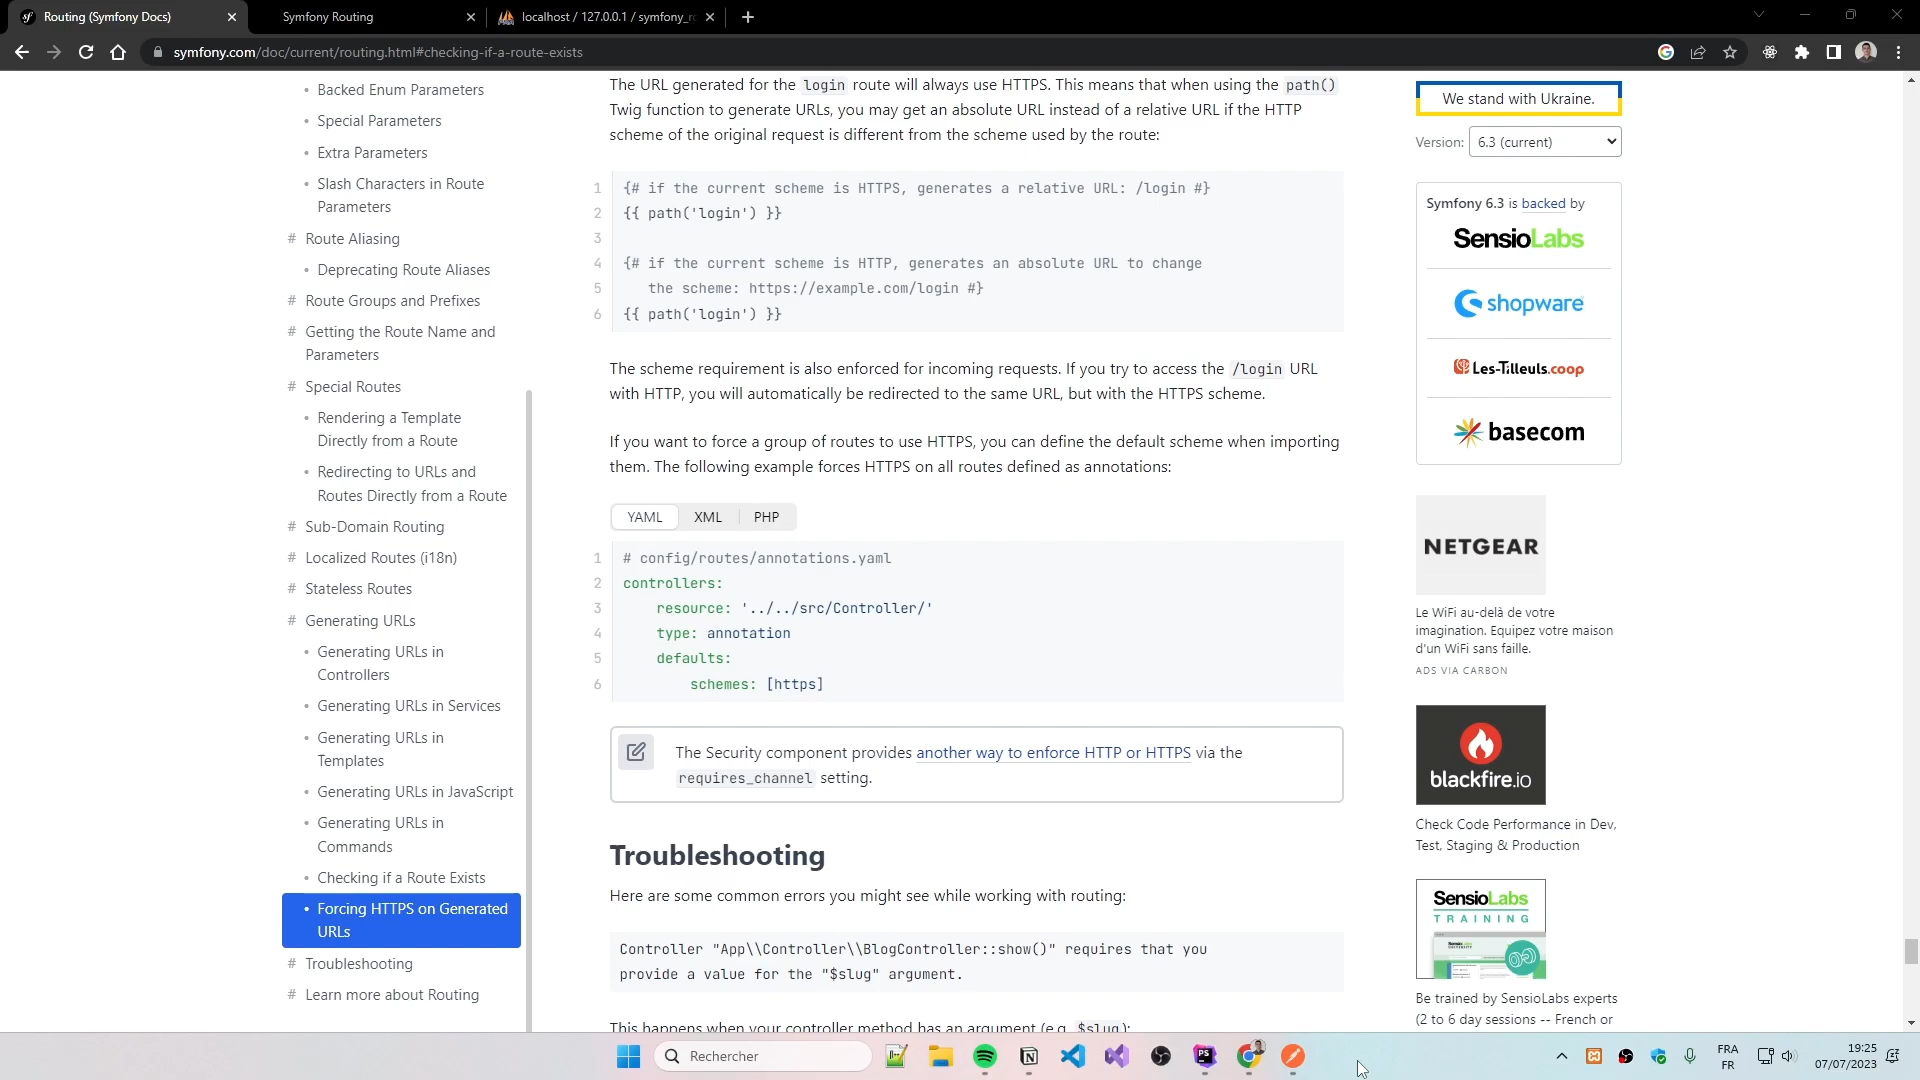 Routing (Symfony Docs)
Symfony Routing
localhost / 127.0.0.1 / symfony_r
symfony.com/doc/current/routing.html#checking-if-a-route-exists
• Backed Enum Parameters
• Special Parameters
• Extra Parameters
• Slash Characters in Route
Parameters
# Route Aliasing
• Deprecating Route Aliases
# Route Groups and Prefixes
# Getting the Route Name and
Parameters
# Special Routes
• Rendering a Template
Directly from a Route
• Redirecting to URLs and
Routes Directly from a Route
# Sub-Domain Routing
# Localized Routes (i18n)
# Stateless Routes
# Generating URLs
• Generating URLs in
Controllers
• Generating URLs in Services
• Generating URLs in
Templates
• Generating URLs in JavaScript
• Generating URLs in
Commands
• Checking if a Route Exists
• Forcing HTTPS on Generated
URLs
# Troubleshooting
# Learn more about Routing
The URL generated for the login route will always use HTTPS. This means that when using the path()
Twig function to generate URLs, you may get an absolute URL instead of a relative URL if the HTTP
scheme of the original request is different from the scheme used by the route:
1 {# if the current scheme is HTTPS, generates a relative URL: /login #}
2 {{ path('login') }}
3
4 {# if the current scheme is HTTP, generates an absolute URL to change
5    the scheme: https://example.com/login #}
6 {{ path('login') }}
The scheme requirement is also enforced for incoming requests. If you try to access the /login URL
with HTTP, you will automatically be redirected to the same URL, but with the HTTPS scheme.
If you want to force a group of routes to use HTTPS, you can define the default scheme when importing
them. The following example forces HTTPS on all routes defined as annotations:
YAML XML PHP
1 # config/routes/annotations.yaml
2 controllers:
3     resource: '../../src/Controller/'
4     type: annotation
5     defaults:
6         schemes: [https]
The Security component provides another way to enforce HTTP or HTTPS via the
requires_channel setting.
Troubleshooting
Here are some common errors you might see while working with routing:
Controller "App\\Controller\\BlogController::show()" requires that you
provide a value for the "$slug" argument.
This happens when your controller method has an argument (e.g. $slug):
We stand with Ukraine.
Version: 6.3 (current)
Symfony 6.3 is backed by
SensioLabs
shopware
Les-Tilleuls.coop
basecom
NETGEAR
Le WiFi au-delà de votre
imagination. Equipez votre maison
d'un WiFi sans faille.
ADS VIA CARBON
blackfire.io
Check Code Performance in Dev,
Test, Staging & Production
SensioLabs
TRAINING
Be trained by SensioLabs experts
(2 to 6 day sessions -- French or
Rechercher
FRA
FR
19:25
07/07/2023